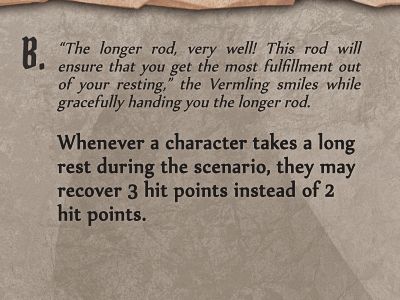 B. “The longer rod, very well! This rod will
ensure that you get the most fulfillment out
of your resting,” the Vermling smiles while
gracefully handing you the longer rod.
Whenever a character takes a long
rest during the scenario, they may
recover 3 hit points instead of 2
hit points.